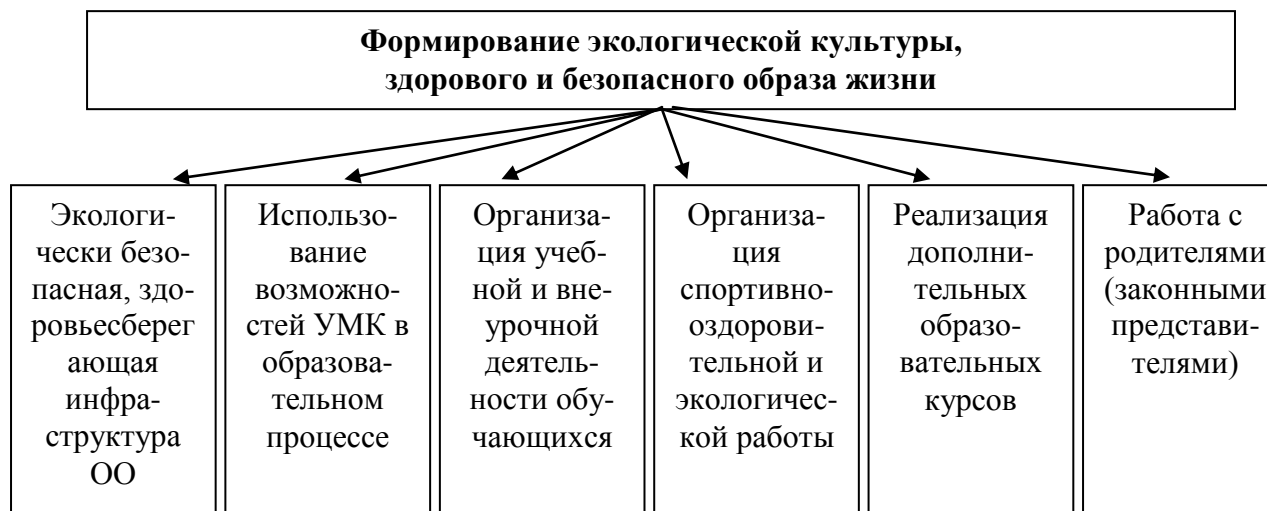 Формирование экологической культуры,
здорового и безопасного образа жизни
Экологи-
чески безо-
пасная, здо-
ровьесберег
ающая
инфра-
структура
ОО
Использо-
вание
возможно-
стей УМК в
образова-
тельном
процессе
Организа-
ция учеб-
ной и вне-
урочной
деятель-
ности обу-
чающихся
Организа-
ция
спортивно-
оздорови-
тельной и
экологичес-
кой работы
Реализация
дополни-
тельных
образо-
вательных
курсов
Работа с
родителями
(законными
представи-
телями)